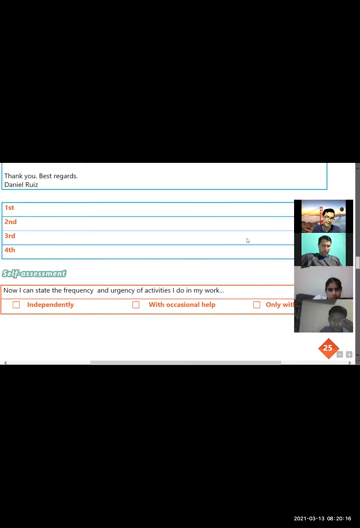 Thank you. Best regards.
Daniel Ruiz
1st
2nd
3rd
4th
Self-assessment
Now I can state the frequency and urgency of activities I do in my work...
Independently
With occasional help
Only
25
2021-03-13 08:20:16